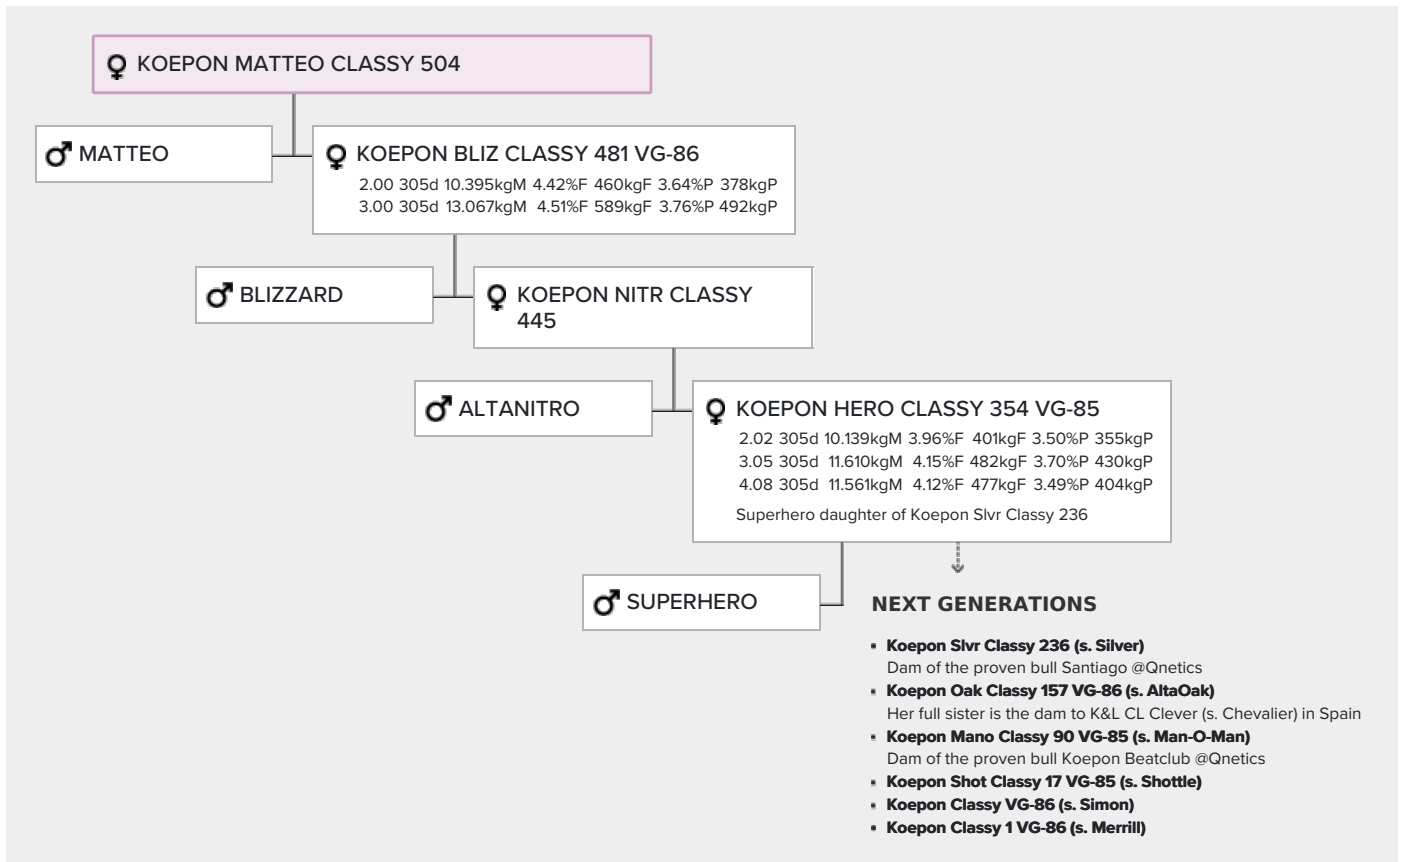 KOEPON MATTEO CLASSY 504
MATTEO
KOEPON BLIZ CLASSY 481 VG-86
2.00 305d 10.395kgM 4.42%F 460kgF 3.64%P 378kgP
3.00 305d 13.067kgM 4.51%F 589kgF 3.76%P 492kgP
BLIZZARD
KOEPON NITR CLASSY
445
ALTANITRO
KOEPON HERO CLASSY 354 VG-85
2.02 305d 10.139kgM 3.96%F 401kgF 3.50%P 355kgP
3.05 305d 11.610kgM 4.15%F 482kgF 3.70%P 430kgP
4.08 305d 11.561kgM 4.12%F 477kgF 3.49%P 404kgP
Superhero daughter of Koepon Slvr Classy 236
SUPERHERO
NEXT GENERATIONS
• Koepon Slvr Classy 236 (s. Silver)
Dam of the proven bull Santiago @Qnetics
• Koepon Oak Classy 157 VG-86 (s. AltaOak)
Her full sister is the dam to K&L CL Clever (s. Chevalier) in Spain
• Koepon Mano Classy 90 VG-85 (s. Man-O-Man)
Dam of the proven bull Koepon Beatclub @Qnetics
• Koepon Shot Classy 17 VG-85 (s. Shottle)
• Koepon Classy VG-86 (s. Simon)
• Koepon Classy 1 VG-86 (s. Merrill)